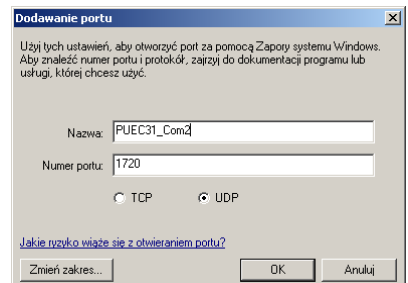 Dodawanie portu
Użyj tych ustawień, aby otworzyć port za pomocą Zapory systemu Windows.
Aby znaleźć numer portu i protokół, zajrzyj do dokumentacji programu lub
usługi, której chcesz użyć.
Nazwa: PUEC31_Com2
Numer portu: 1720
TCP UDP
Jakie ryzyko wiąże się z otwieraniem portu?
Zmień zakres... OK Anuluj